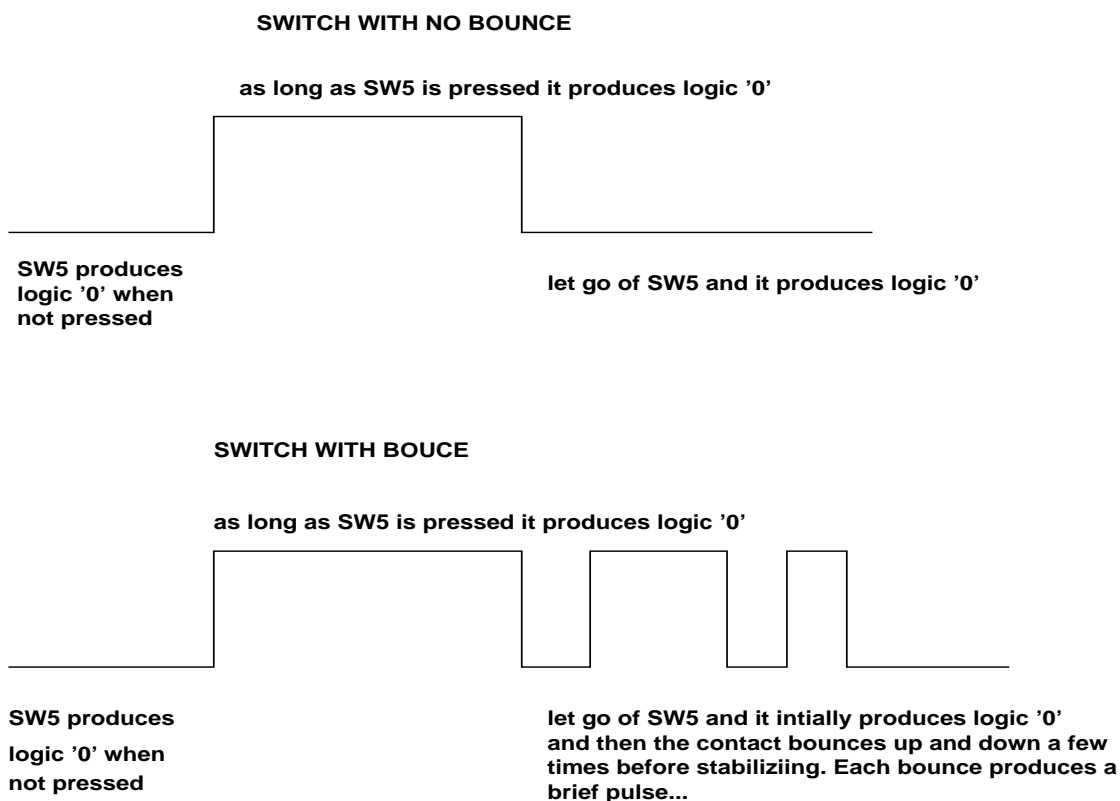 SWITCH WITH NO BOUNCE
as long as SW5 is pressed it produces logic ’0’
SW5 produces
logic ’0’ when
not pressed
let go of SW5 and it produces logic ’0’
SWITCH WITH BOUCE
as long as SW5 is pressed it produces logic ’0’
SW5 produces
logic ’0’ when
not pressed
let go of SW5 and it intially produces logic ’0’
and then the contact bounces up and down a few
times before stabiliziing. Each bounce produces a
brief pulse...